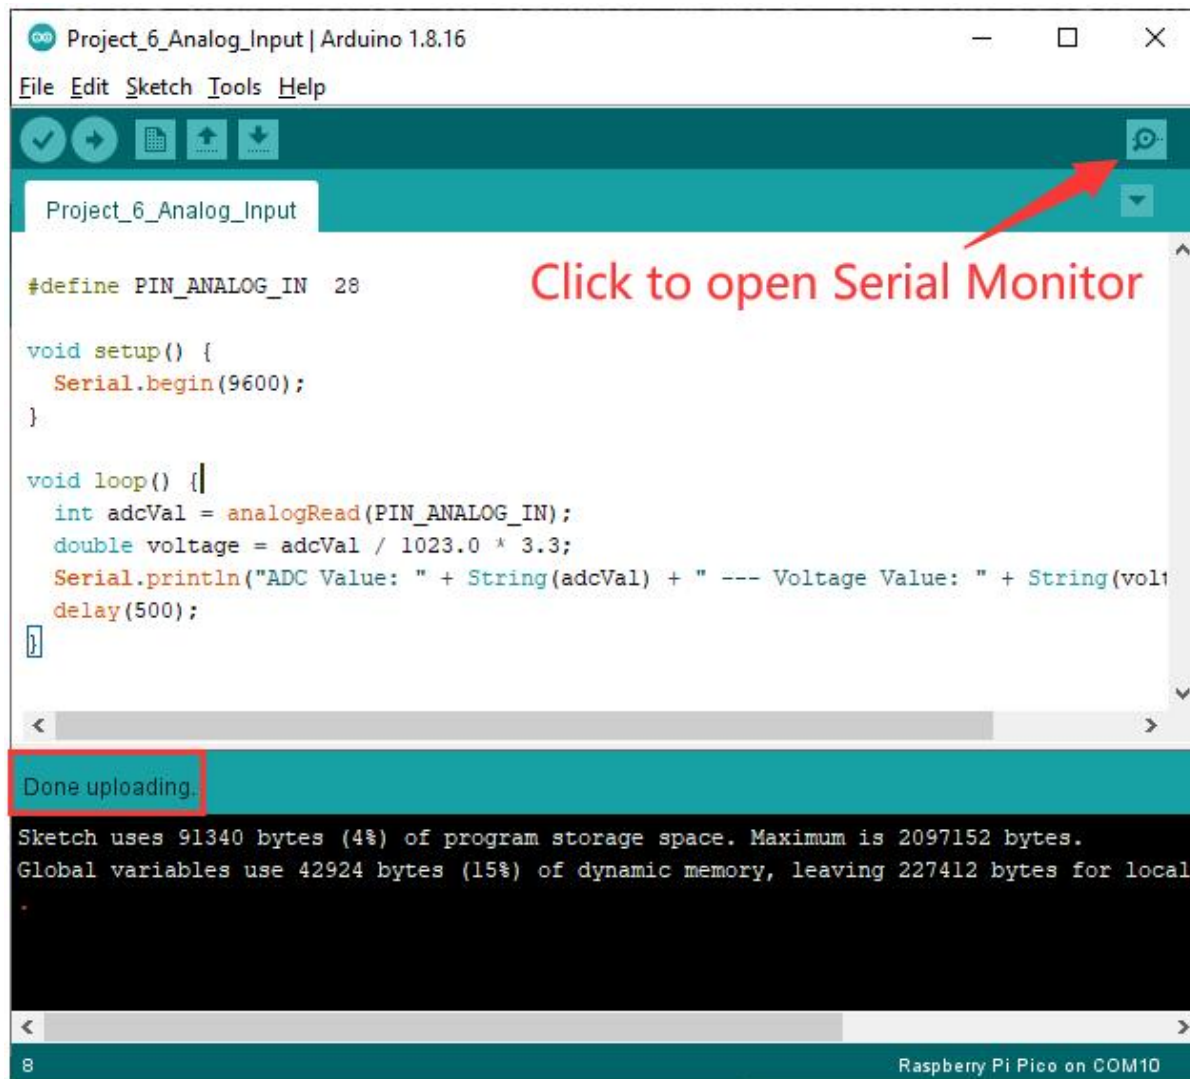 Project_6_Analog_Input | Arduino 1.8.16
File Edit Sketch Tools Help
Project_6_Analog_Input
Click to open Serial Monitor
#define PIN_ANALOG_IN  28
void setup() {
  Serial.begin(9600);
}
void loop() {
  int adcVal = analogRead(PIN_ANALOG_IN);
  double voltage = adcVal / 1023.0 * 3.3;
  Serial.println("ADC Value: " + String(adcVal) + " --- Voltage Value: " + String(volt
  delay(500);
}
Done uploading.
Sketch uses 91340 bytes (4%) of program storage space. Maximum is 2097152 bytes.
Global variables use 42924 bytes (15%) of dynamic memory, leaving 227412 bytes for local
.
8 Raspberry Pi Pico on COM10